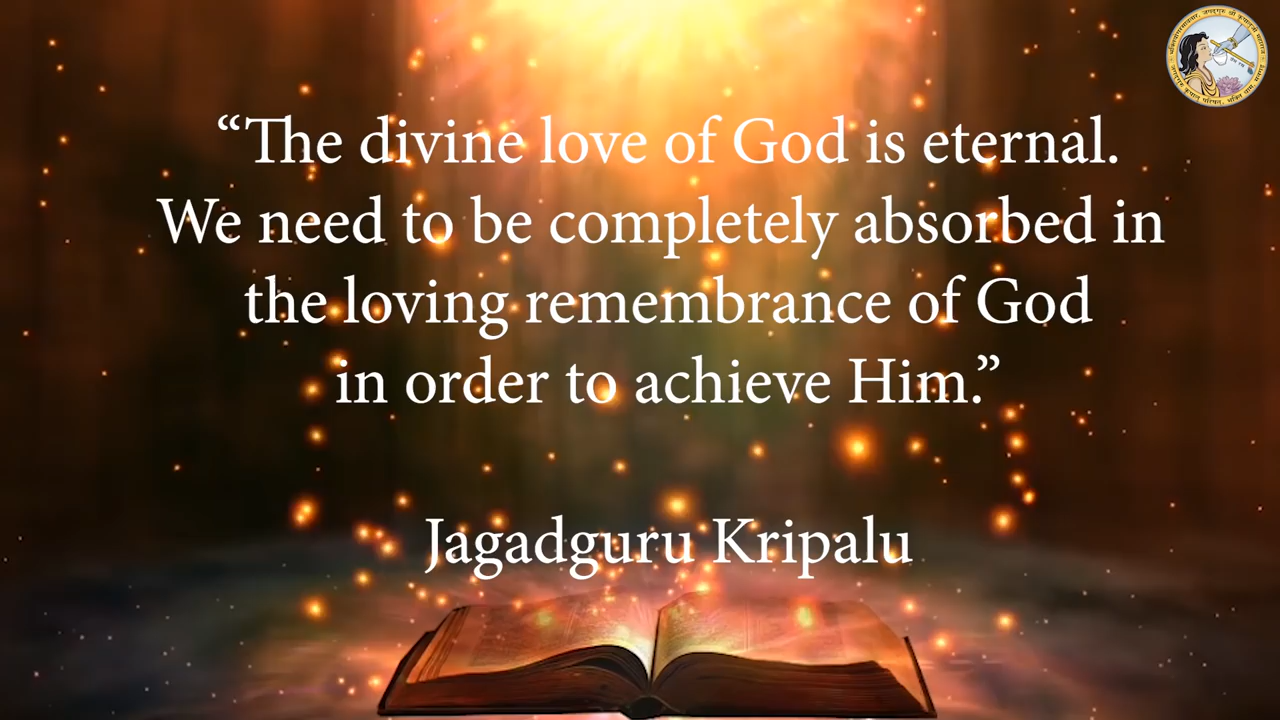 “The divine love of God is eternal.
We need to be completely absorbed in
the loving remembrance of God
in order to achieve Him.”
Jagadguru Kripalu